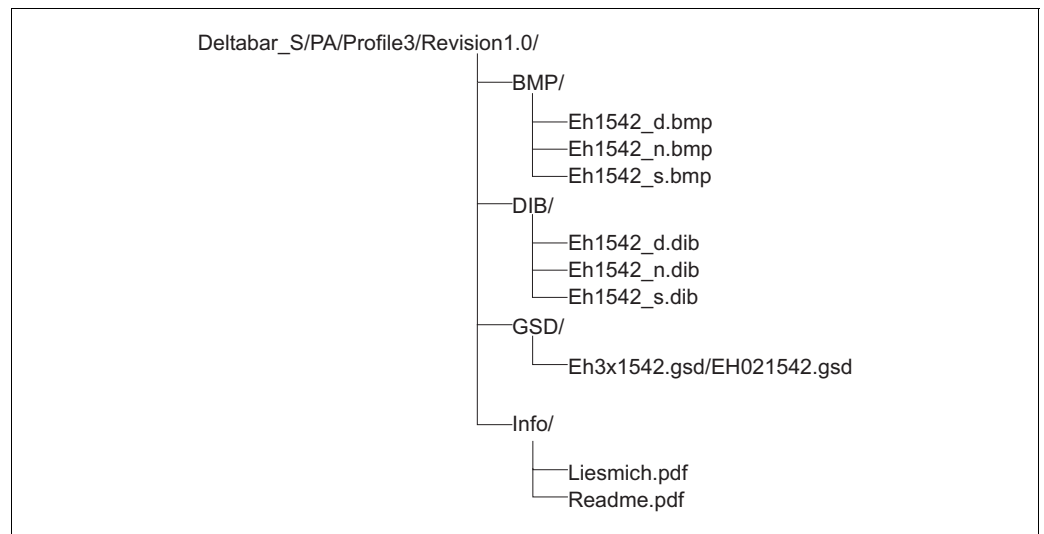 Deltabar_S/PA/Profile3/Revision1.0/
BMP/
Eh1542_d.bmp
Eh1542_n.bmp
Eh1542_s.bmp
DIB/
Eh1542_d.dib
Eh1542_n.dib
Eh1542_s.dib
GSD/
Eh3x1542.gsd/EH021542.gsd
Info/
Liesmich.pdf
Readme.pdf